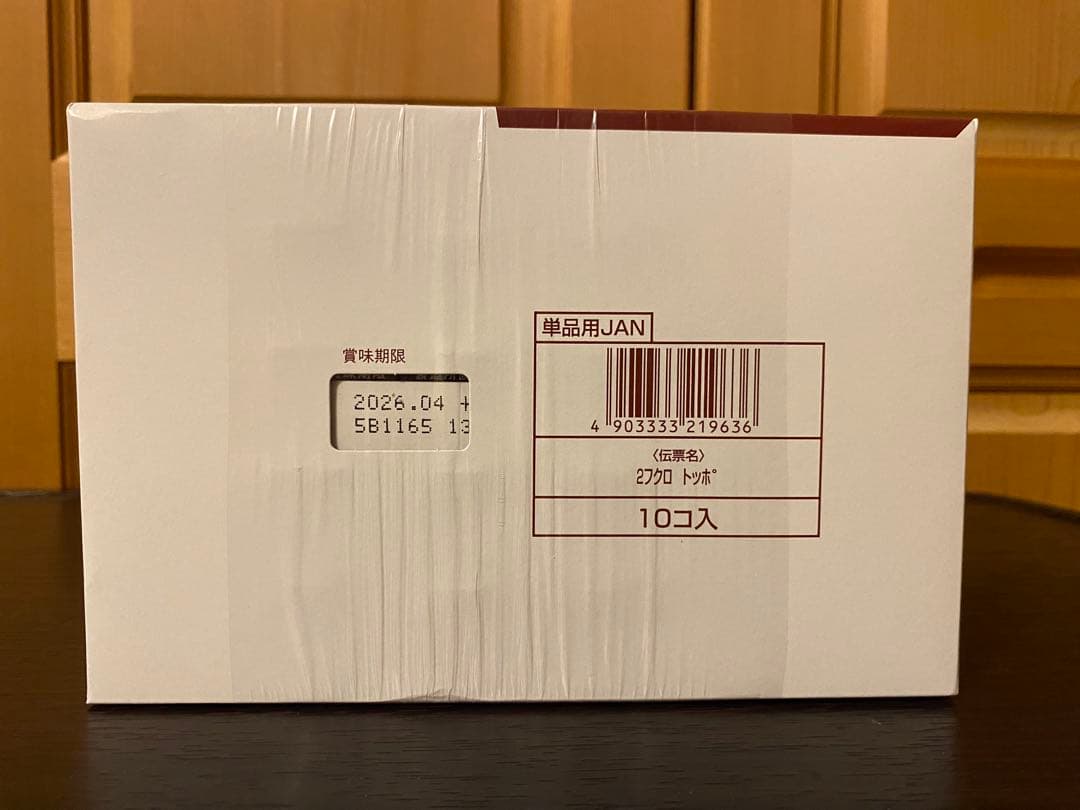 賞味期限
2026.04 +
5B1165 13
単品用JAN
4 903333 219636
〈伝票名〉
2フクロ トッポ
10コ入